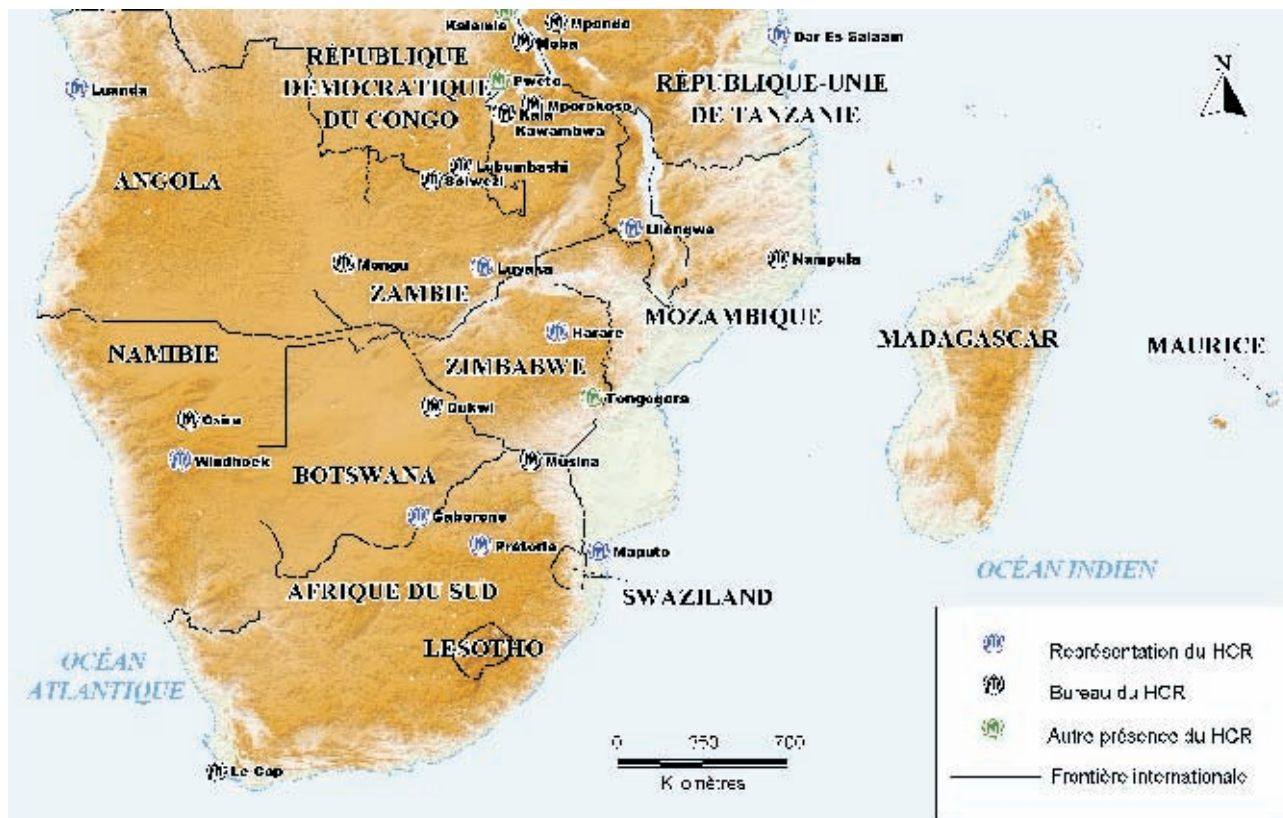 Kalemie
Mpanda
Moba
Dar Es Salaam
RÉPUBLIQUE
DÉMOCRATIQUE
DU CONGO
Pweto
RÉPUBLIQUE-UNIE
DE TANZANIE
N
Luanda
Mporokoso
Kala
Kawambwa
ANGOLA
Lubumbashi
Solwezi
Lilongwe
Mongu
Lusaka
Nampula
ZAMBIE
MOZAMBIQUE
Harare
NAMIBIE
ZIMBABWE
MADAGASCAR
MAURICE
Dukwi
Tongogara
Osire
Windhoek
BOTSWANA
Musina
Gaborone
Prétoria
Maputo
OCÉAN INDIEN
AFRIQUE DU SUD
SWAZILAND
LESOTHO
OCÉAN
ATLANTIQUE
Représentation du HCR
Bureau du HCR
Autre présence du HCR
Frontière internationale
0 350 700
Kilomètres
Le Cap